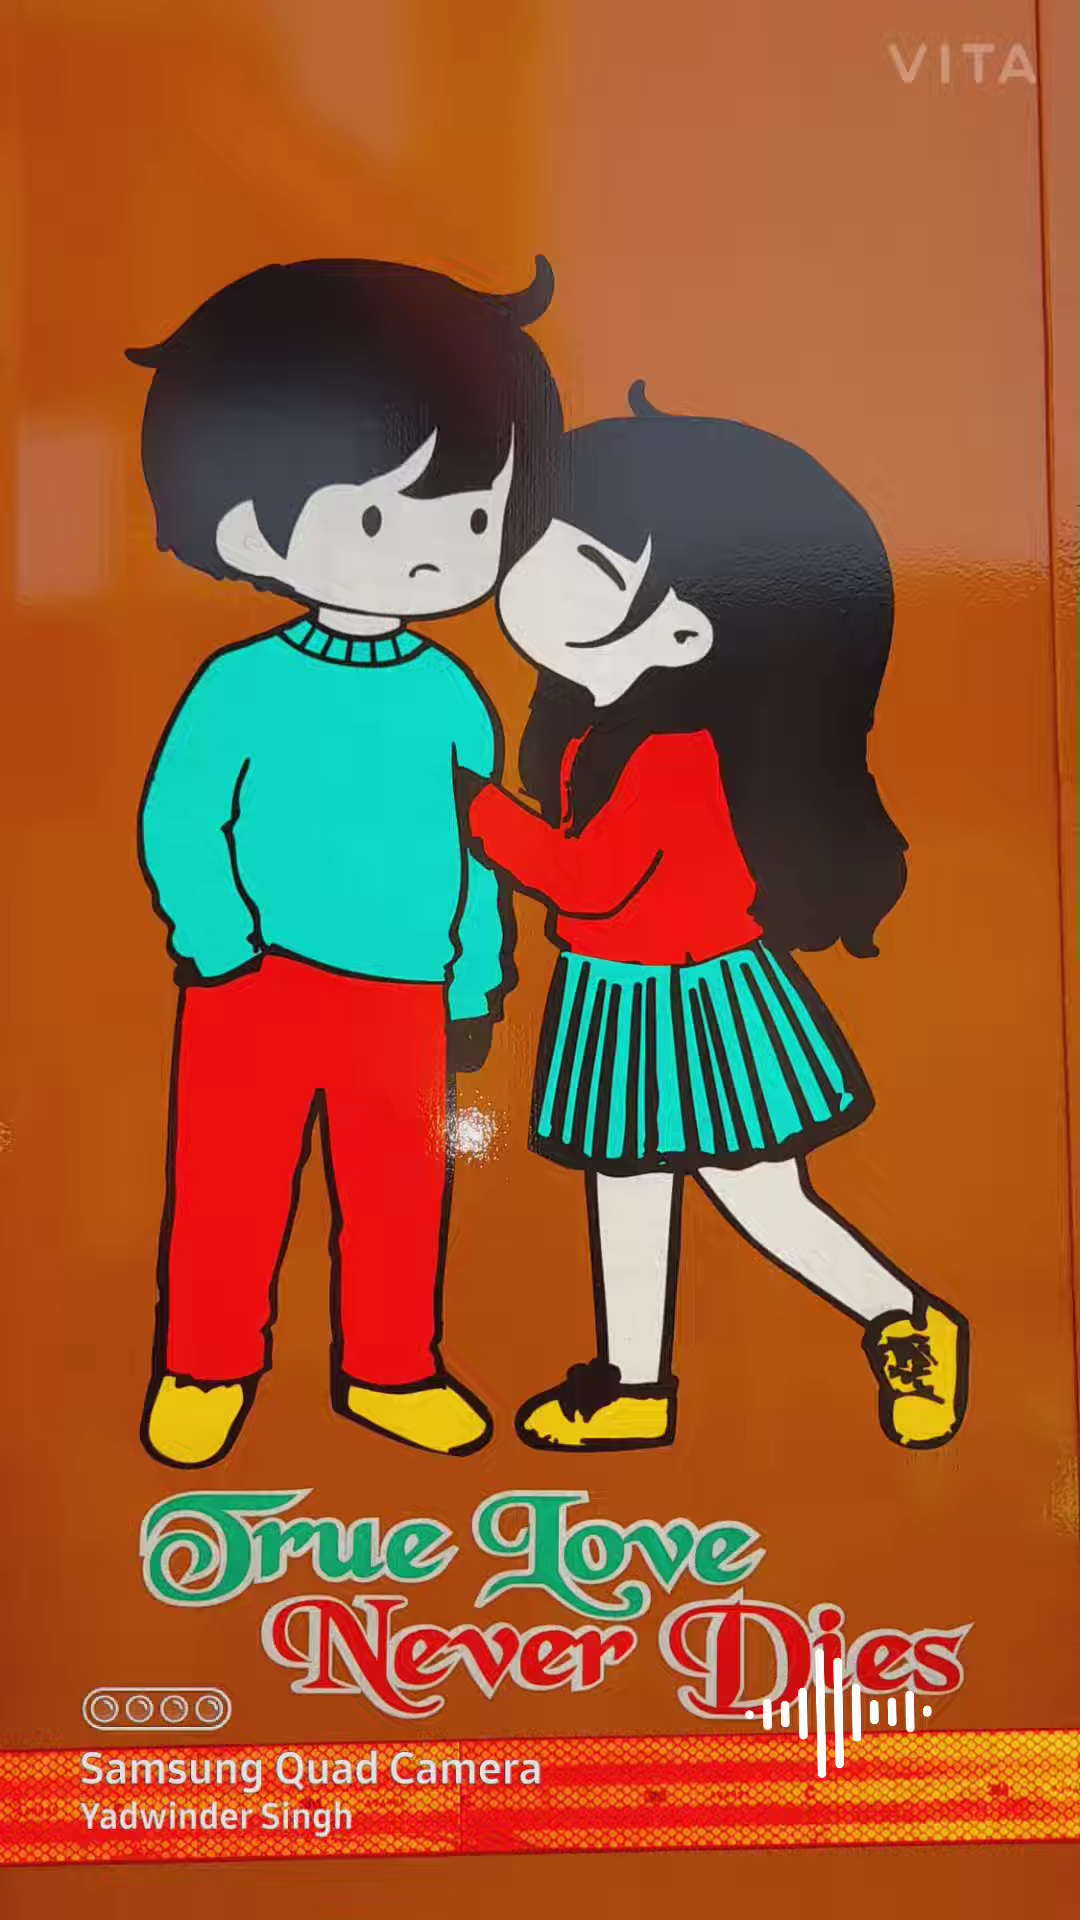 VITA
True Love
Never Dies
Samsung Quad Camera
Yadwinder Singh